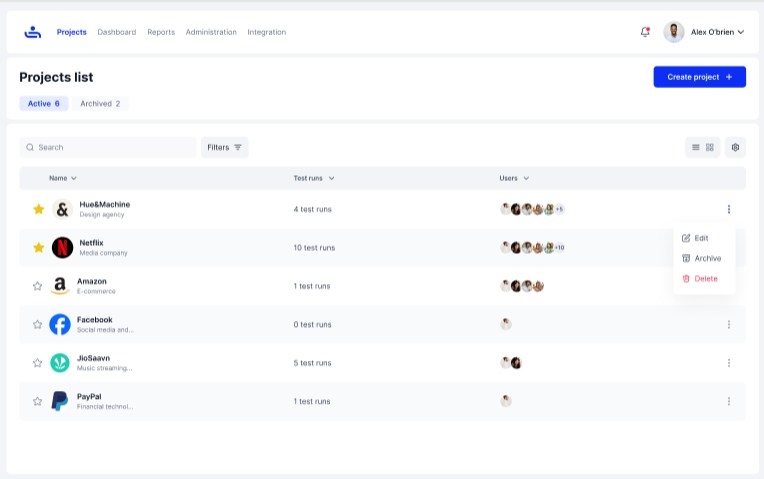 Projects Dashboard Reports Administration Integration Alex O'brien
Projects list
Create project +
Active 6 Archived 2
Search Filters
Name Test runs Users
Hue&Machine
& Design agency 4 test runs +5
Netflix
N Media company 10 test runs +10
Edit
Archive
Delete
Amazon
a E-commerce 1 test runs
Facebook
f Social media and... 0 test runs
JioSaavn
Music streaming... 5 test runs
PayPal
Financial technol... 1 test runs